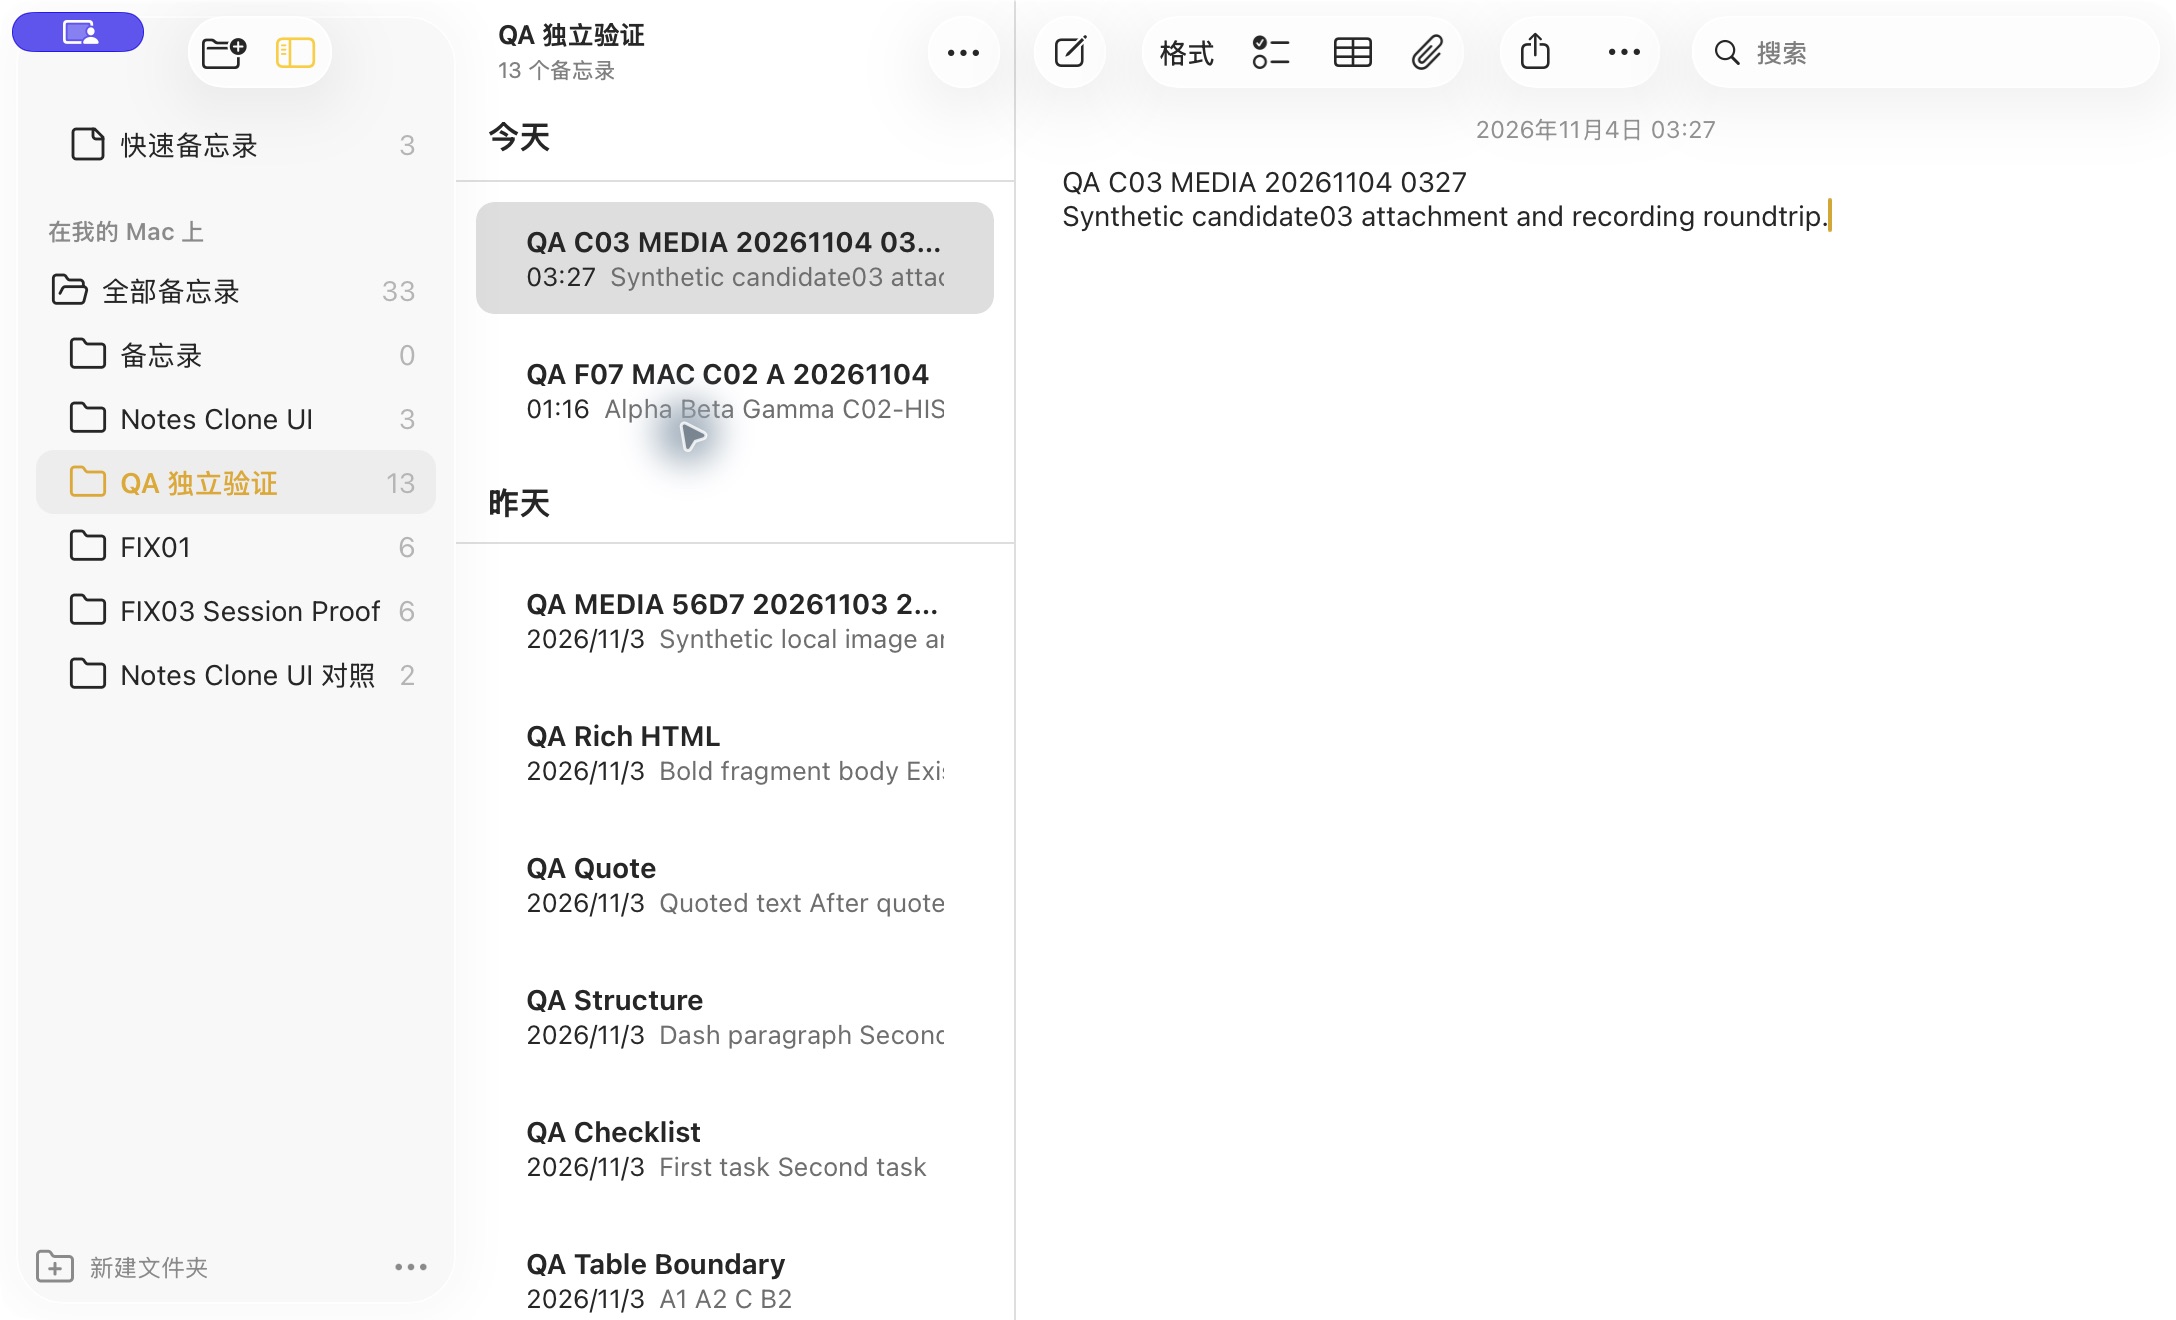 快速备忘录 3
在我的 Mac 上
全部备忘录 33
备忘录 0
Notes Clone UI 3
QA 独立验证 13
FIX01 6
FIX03 Session Proof 6
Notes Clone UI 对照 2
新建文件夹
QA 独立验证
13 个备忘录
今天
QA C03 MEDIA 20261104 03...
03:27 Synthetic candidate03 attac
QA F07 MAC C02 A 20261104
01:16 Alpha Beta Gamma C02-HIS
昨天
QA MEDIA 56D7 20261103 2...
2026/11/3 Synthetic local image ar
QA Rich HTML
2026/11/3 Bold fragment body Exis
QA Quote
2026/11/3 Quoted text After quote
QA Structure
2026/11/3 Dash paragraph Second
QA Checklist
2026/11/3 First task Second task
QA Table Boundary
2026/11/3 A1 A2 C B2
格式
搜索
2026年11月4日 03:27
QA C03 MEDIA 20261104 0327
Synthetic candidate03 attachment and recording roundtrip.